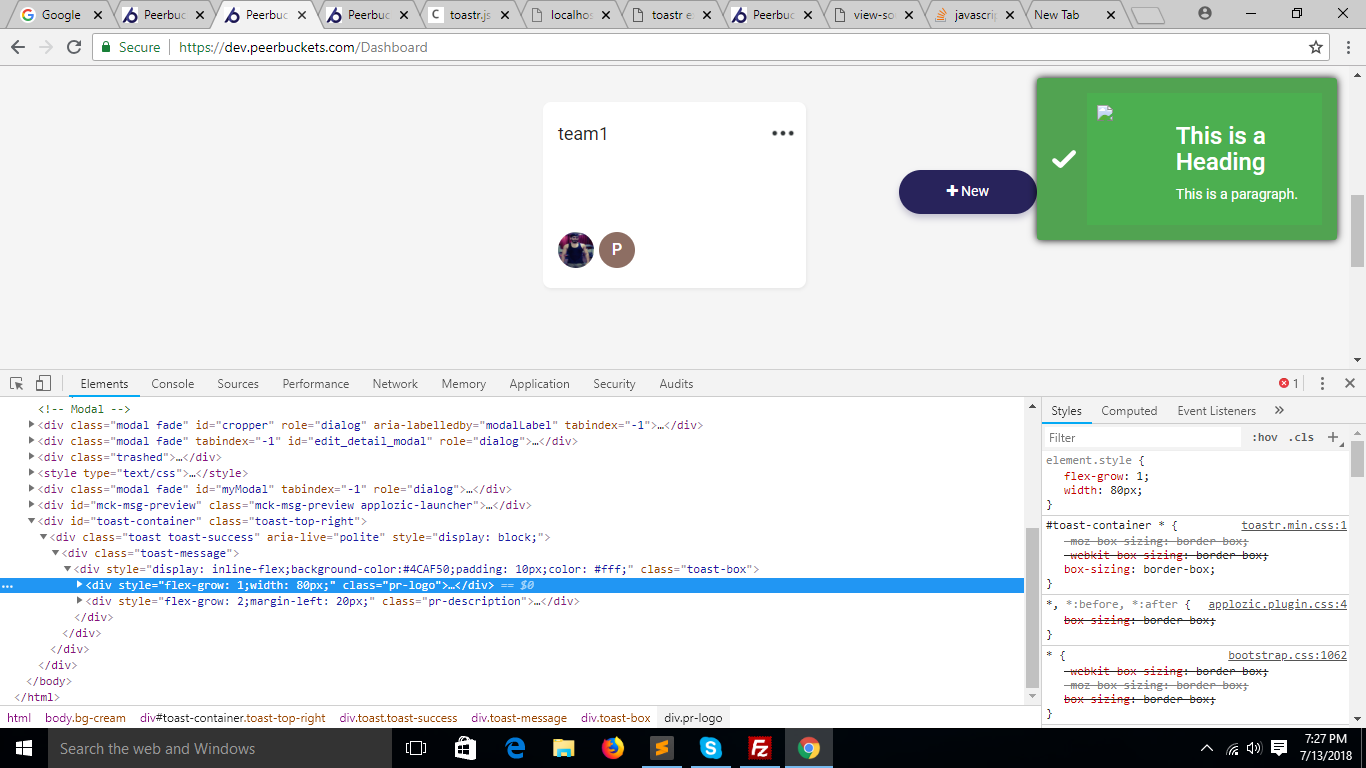 Google
Peerbuc
Peerbuc
Peerbuc
toastr.js
localhos
toastr e
Peerbuc
view-so
javascrip
New Tab
Secure | https://dev.peerbuckets.com/Dashboard
team1
P
+ New
This is a
Heading
This is a paragraph.
Elements Console Sources Performance Network Memory Application Security Audits 1
<!-- Modal -->
<div class="modal fade" id="cropper" role="dialog" aria-labelledby="modalLabel" tabindex="-1">…</div>
<div class="modal fade" tabindex="-1" id="edit_detail_modal" role="dialog">…</div>
<div class="trashed">…</div>
<style type="text/css">…</style>
<div class="modal fade" id="myModal" tabindex="-1" role="dialog">…</div>
<div id="mck-msg-preview" class="mck-msg-preview applozic-launcher">…</div>
<div id="toast-container" class="toast-top-right">
<div class="toast toast-success" aria-live="polite" style="display: block;">
<div class="toast-message">
<div style="display: inline-flex;background-color:#4CAF50;padding: 10px;color: #fff;" class="toast-box">
<div style="flex-grow: 1;width: 80px;" class="pr-logo">…</div> == $0
<div style="flex-grow: 2;margin-left: 20px;" class="pr-description">…</div>
</div>
</div>
</div>
</div>
</body>
</html>
html body.bg-cream div#toast-container.toast-top-right div.toast.toast-success div.toast-message div.toast-box div.pr-logo
Styles Computed Event Listeners »
Filter :hov .cls +
element.style {
flex-grow: 1;
width: 80px;
}
#toast-container * { toastr.min.css:1
-moz-box-sizing: border-box;
-webkit-box-sizing: border-box;
box-sizing: border-box;
}
*, *:before, *:after { applozic.plugin.css:4
box-sizing: border-box;
}
* { bootstrap.css:1062
-webkit-box-sizing: border-box;
-moz-box-sizing: border-box;
box-sizing: border-box;
}
Search the web and Windows
7:27 PM
7/13/2018